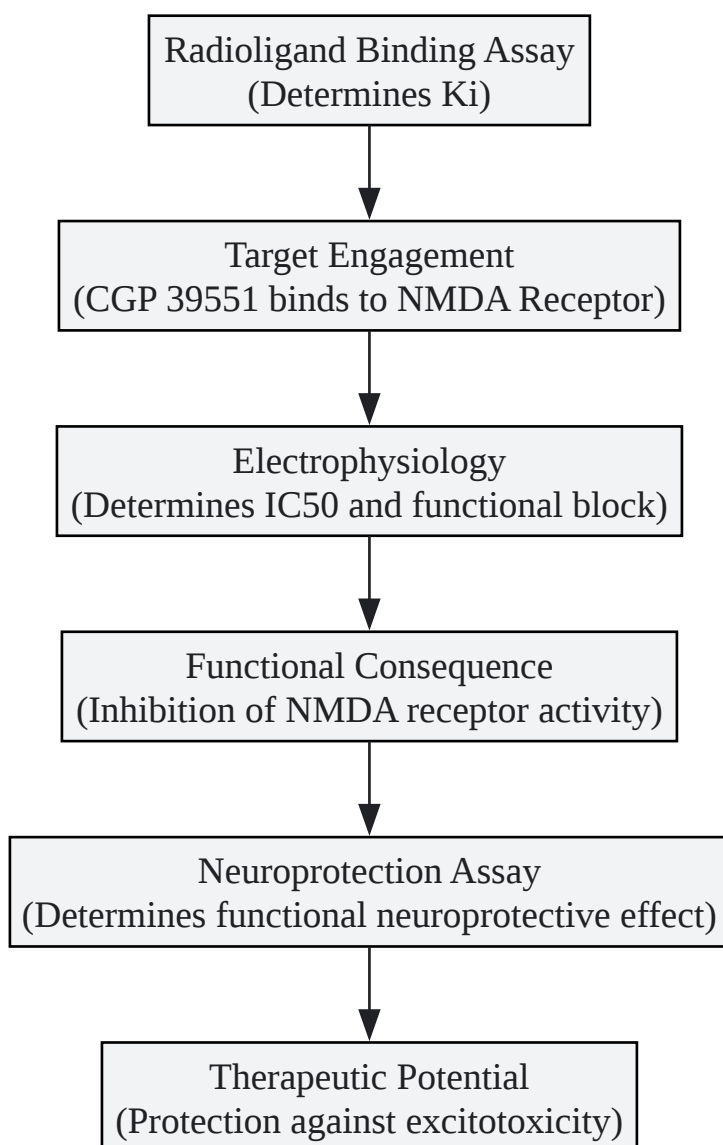 Radioligand Binding Assay
(Determines Ki)
Target Engagement
(CGP 39551 binds to NMDA Receptor)
Electrophysiology
(Determines IC50 and functional block)
Functional Consequence
(Inhibition of NMDA receptor activity)
Neuroprotection Assay
(Determines functional neuroprotective effect)
Therapeutic Potential
(Protection against excitotoxicity)